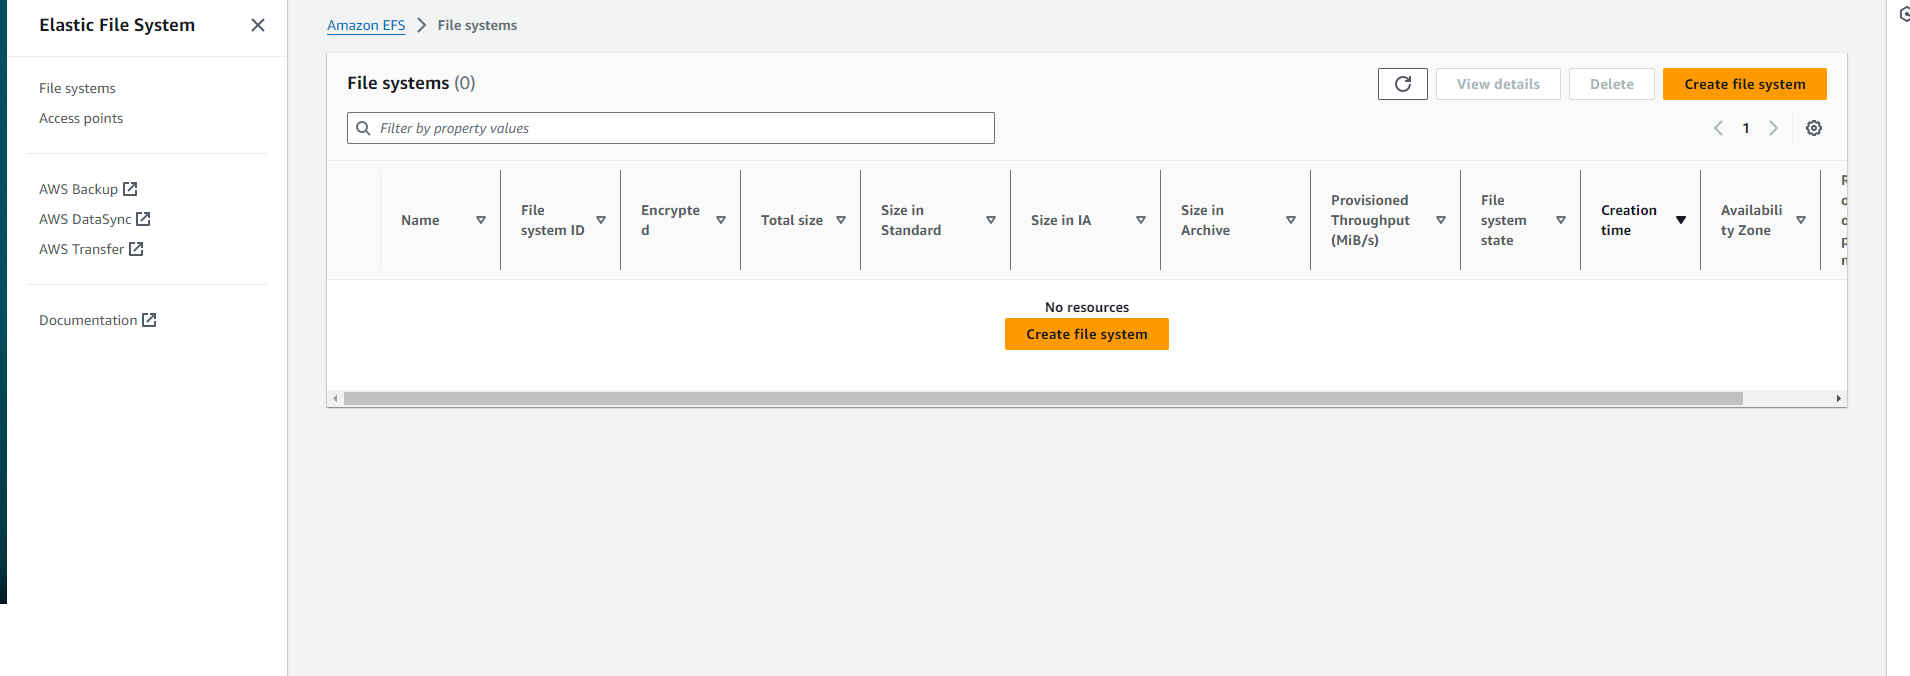 Elastic File System
File systems
Access points
AWS Backup
AWS DataSync
AWS Transfer
Documentation
Amazon EFS
File systems
File systems (0)
View details
Delete
Create file system
Filter by property values
1
Name
File
system ID
Encrypte
d
Total size
Size in
Standard
Size in IA
Size in
Archive
Provisioned
Throughput
(MiB/s)
File
system
state
Creation
time
Availabili
ty Zone
No resources
Create file system